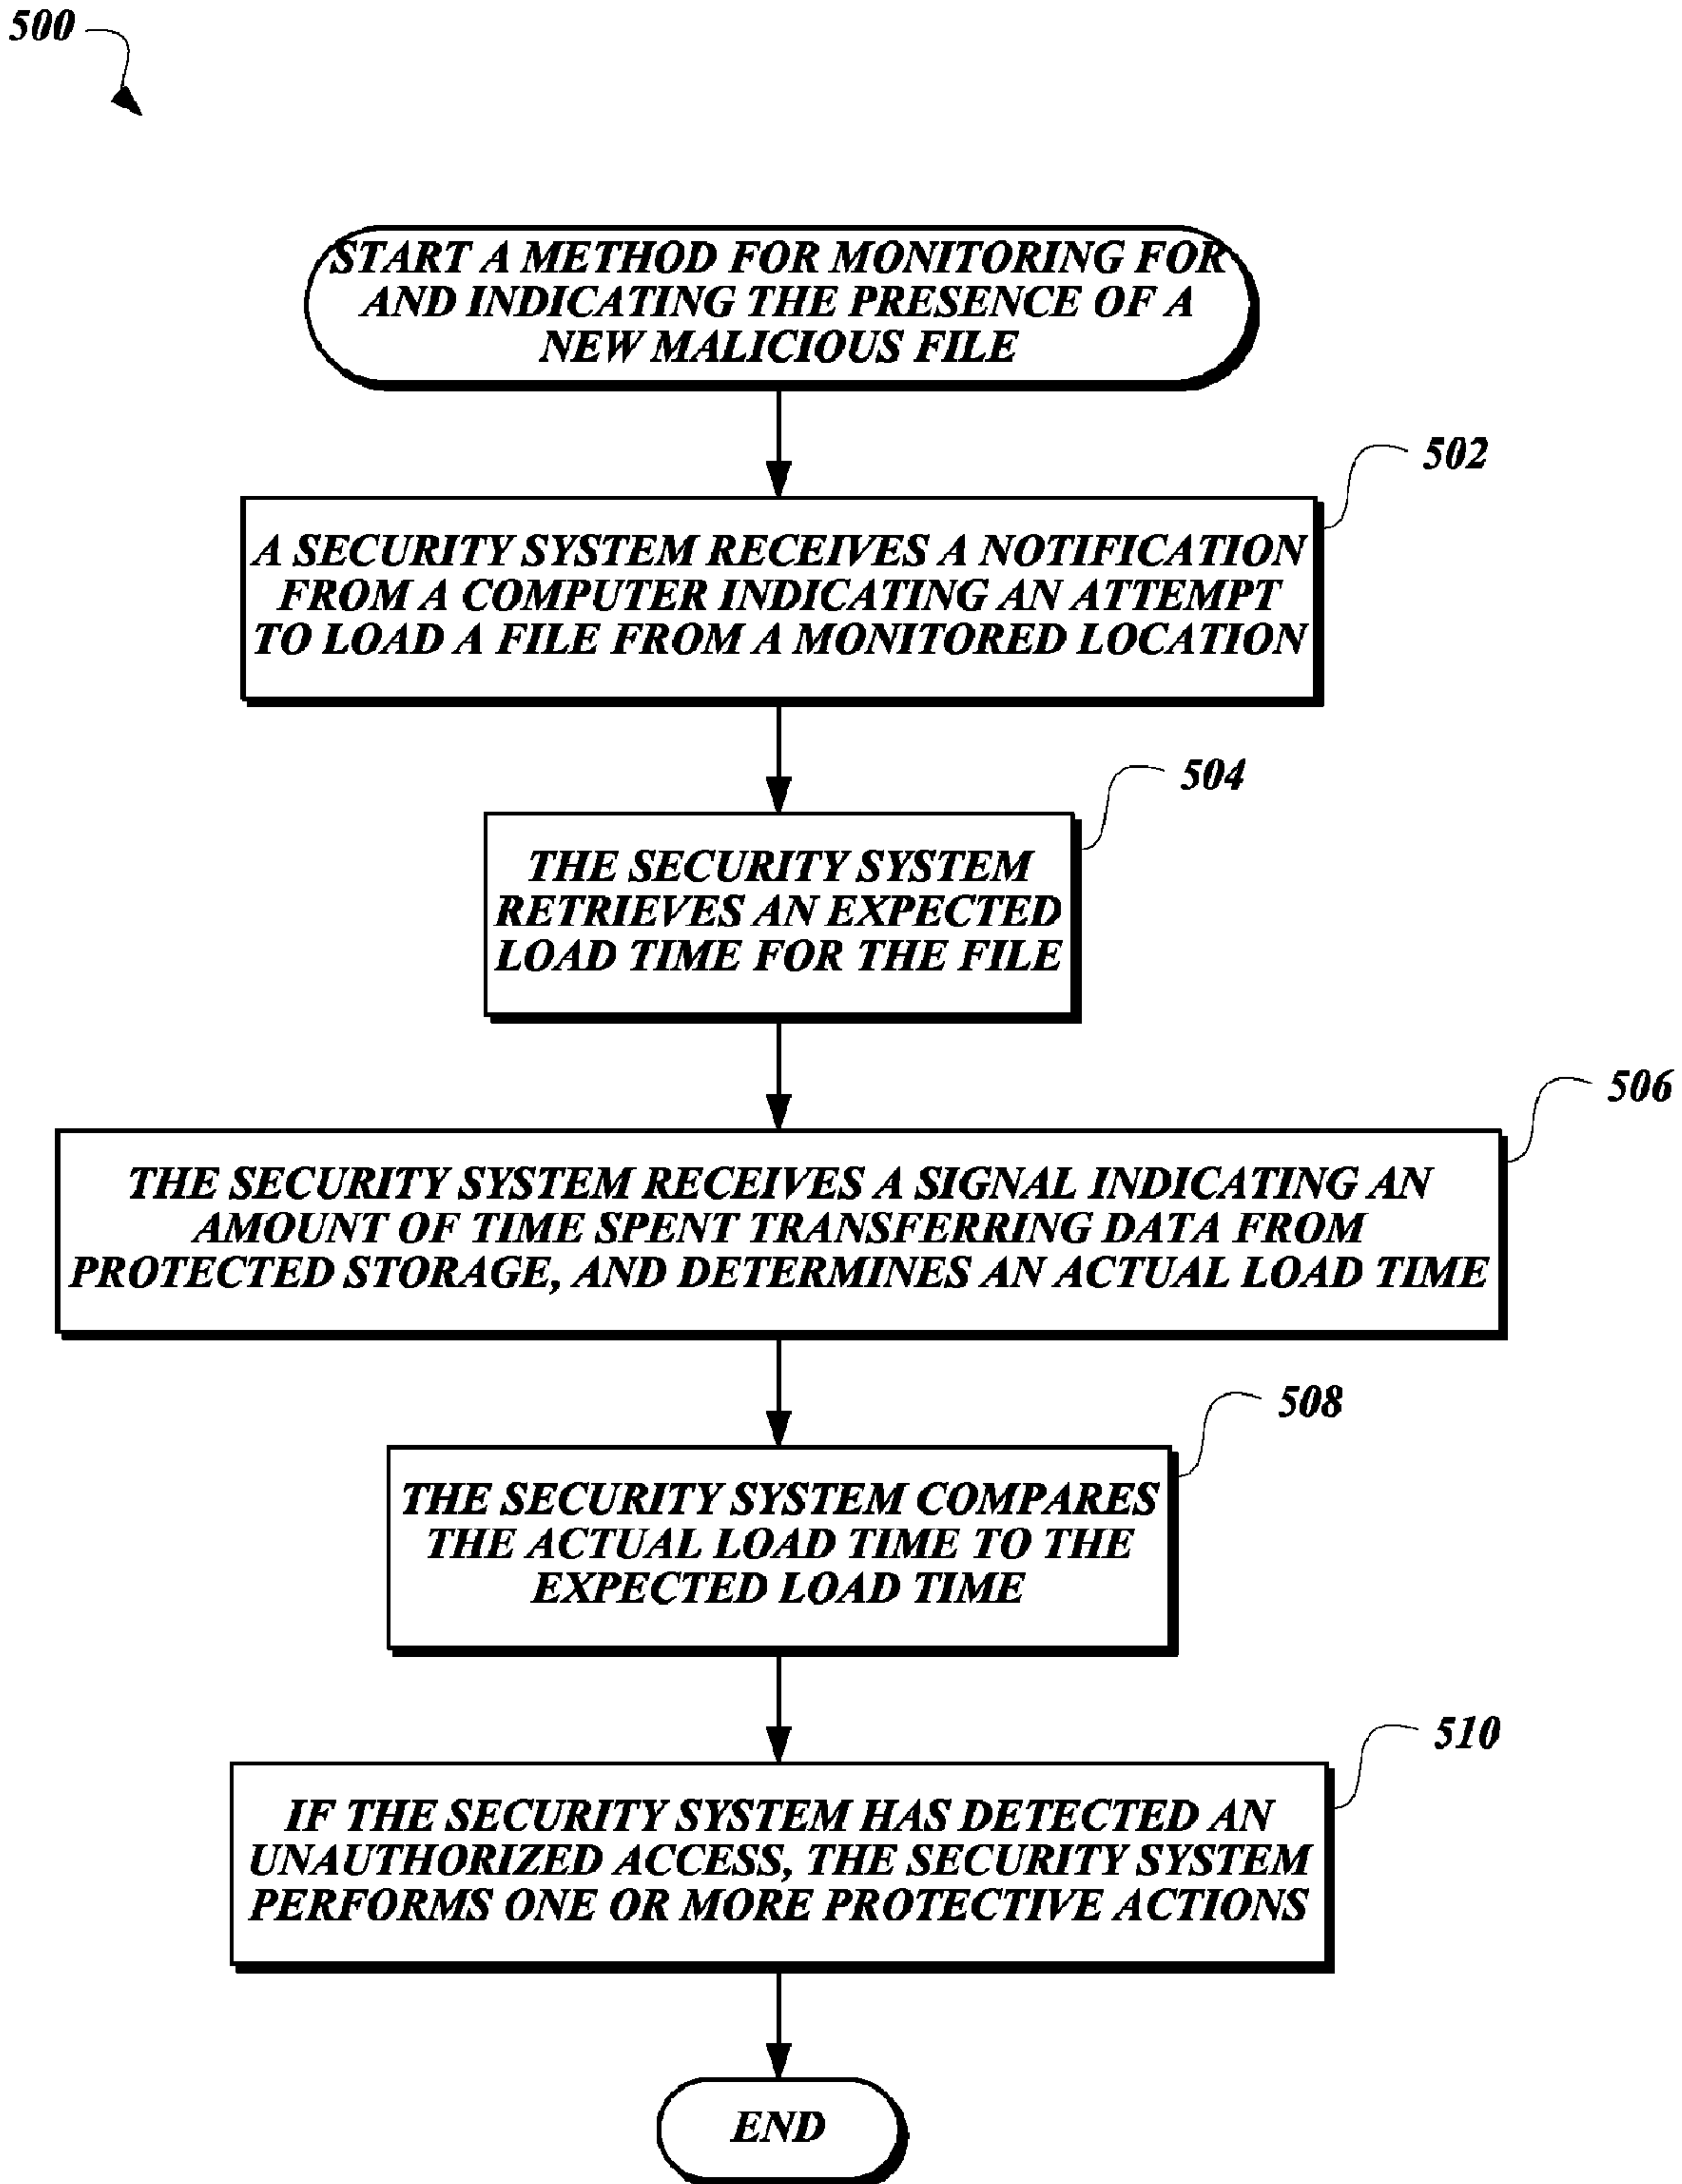 500
START A METHOD FOR MONITORING FOR
AND INDICATING THE PRESENCE OF A
NEW MALICIOUS FILE
502
A SECURITY SYSTEM RECEIVES A NOTIFICATION
FROM A COMPUTER INDICATING AN ATTEMPT
TO LOAD A FILE FROM A MONITORED LOCATION
504
THE SECURITY SYSTEM
RETRIEVES AN EXPECTED
LOAD TIME FOR THE FILE
506
THE SECURITY SYSTEM RECEIVES A SIGNAL INDICATING AN
AMOUNT OF TIME SPENT TRANSFERRING DATA FROM
PROTECTED STORAGE, AND DETERMINES AN ACTUAL LOAD TIME
508
THE SECURITY SYSTEM COMPARES
THE ACTUAL LOAD TIME TO THE
EXPECTED LOAD TIME
510
IF THE SECURITY SYSTEM HAS DETECTED AN
UNAUTHORIZED ACCESS, THE SECURITY SYSTEM
PERFORMS ONE OR MORE PROTECTIVE ACTIONS
END